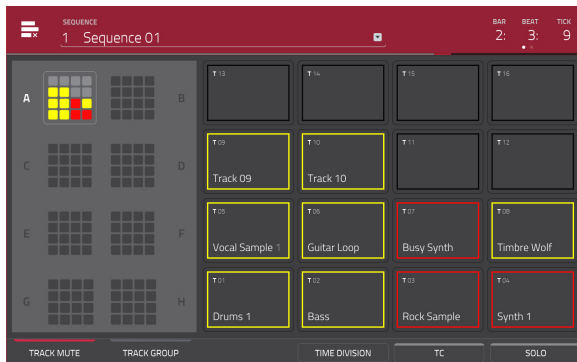 SEQUENCE
1 Sequence 01
BAR BEAT TICK
2: 3: 9
A B
C D
E F
G H
T 13 T 14 T 15 T 16
T 09 T 10 T 11 T 12
Track 09 Track 10
T 05 T 06 T 07 T 08
Vocal Sample 1 Guitar Loop Busy Synth Timbre Wolf
T 01 T 02 T 03 T 04
Drums 1 Bass Rock Sample Synth 1
TRACK MUTE TRACK GROUP TIME DIVISION TC SOLO